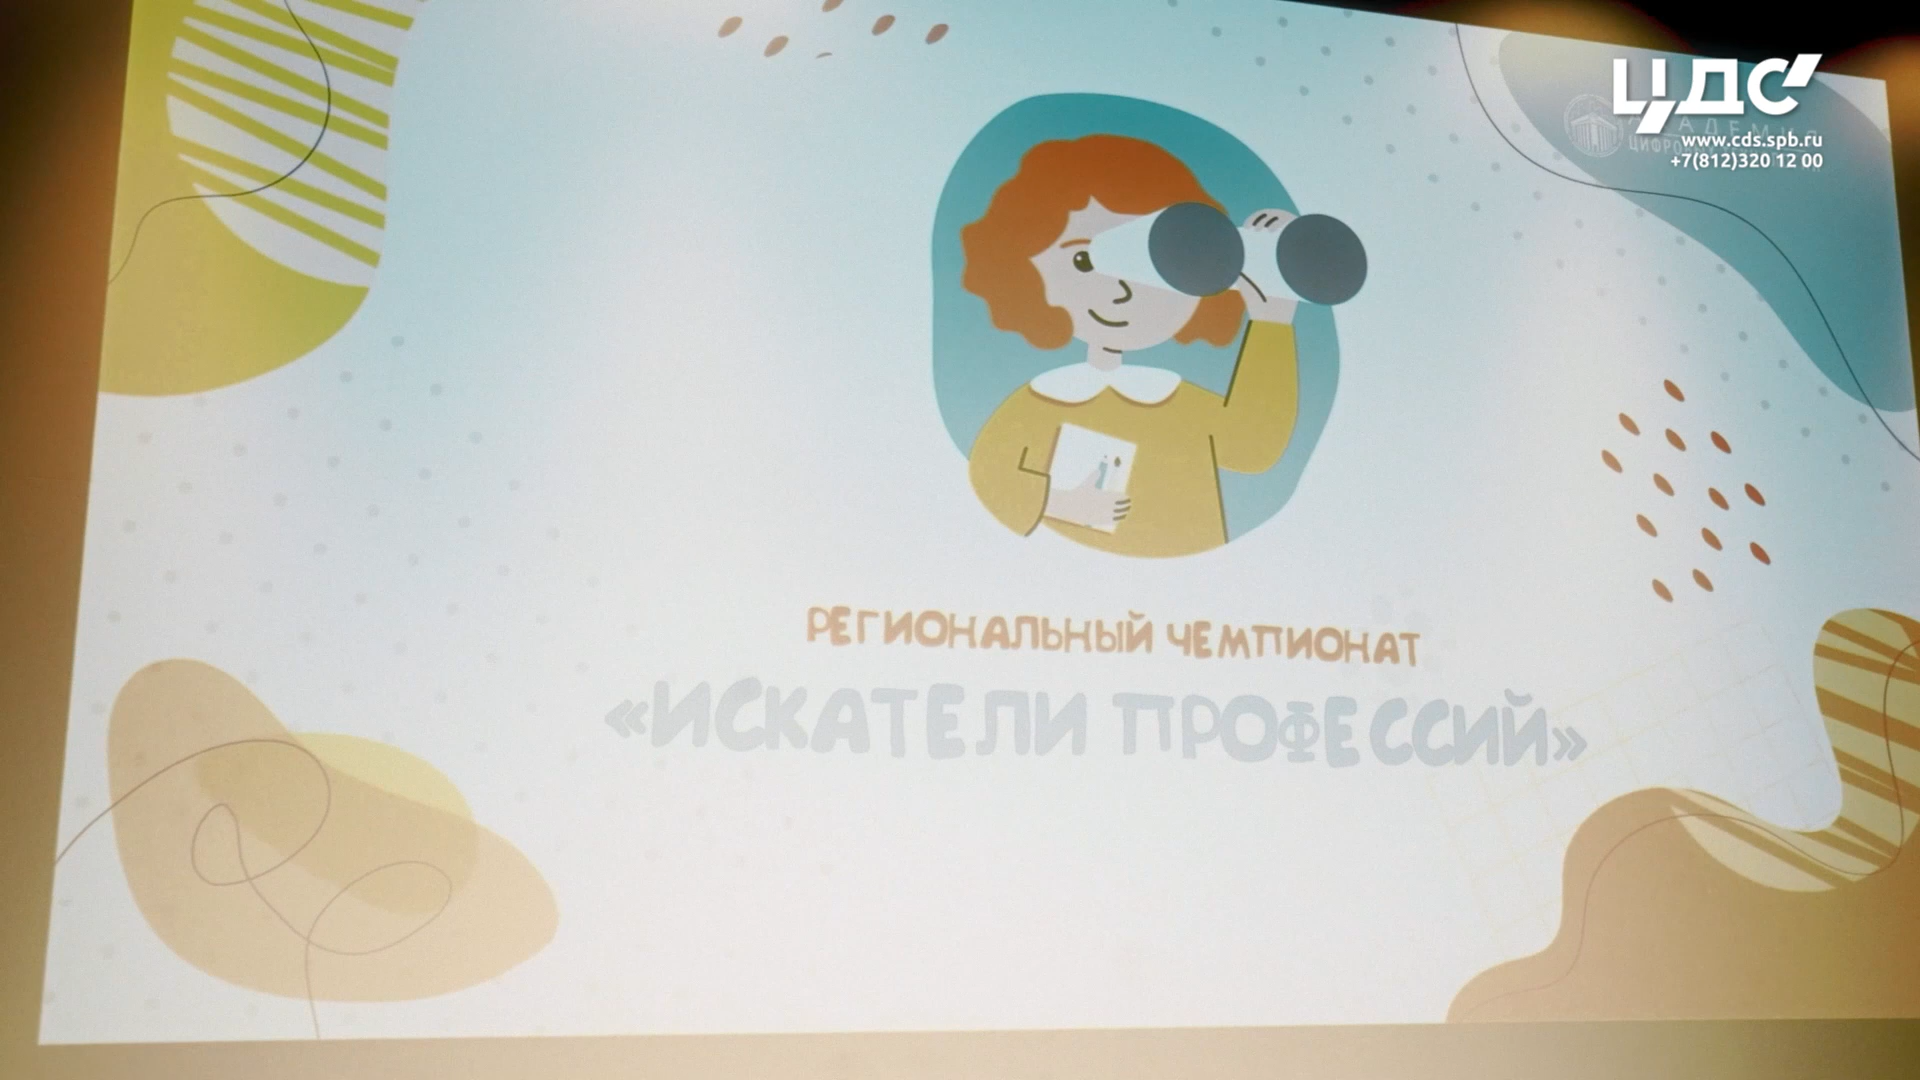 ЦДС
www.cds.spb.ru
+7(812)320 12 00
РЕГИОНАЛЬНЫЙ ЧЕМПИОНАТ
«ИСКАТЕЛИ ПРОФЕССИЙ»